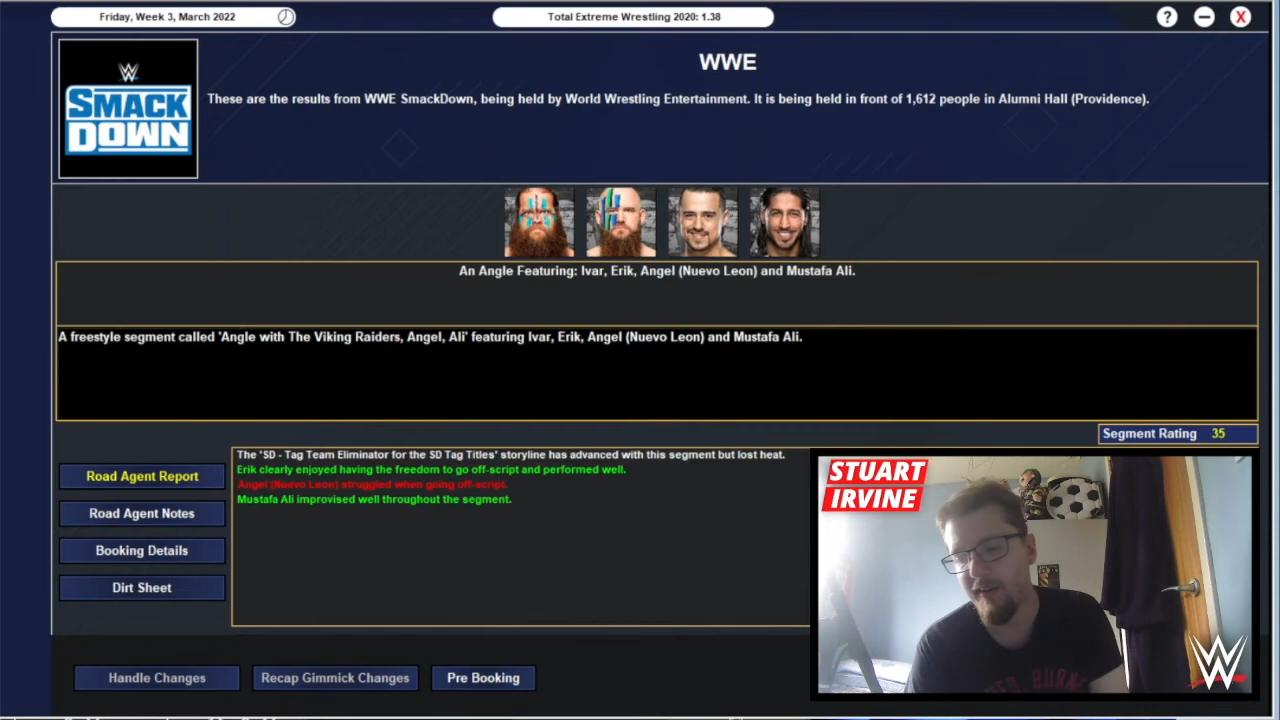 Friday, Week 3, March 2022
Total Extreme Wrestling 2020: 1.38
?
X
WWE
These are the results from WWE SmackDown, being held by World Wrestling Entertainment. It is being held in front of 1,612 people in Alumni Hall (Providence).
SMACK
DOWN
An Angle Featuring: Ivar, Erik, Angel (Nuevo Leon) and Mustafa Ali.
A freestyle segment called 'Angle with The Viking Raiders, Angel, Ali' featuring Ivar, Erik, Angel (Nuevo Leon) and Mustafa Ali.
Segment Rating 35
Road Agent Report
Road Agent Notes
Booking Details
Dirt Sheet
The 'SD - Tag Team Eliminator for the SD Tag Titles' storyline has advanced with this segment but lost heat.
Erik clearly enjoyed having the freedom to go off-script and performed well.
Angel (Nuevo Leon) struggled when going off-script.
Mustafa Ali improvised well throughout the segment.
STUART
IRVINE
Handle Changes
Recap Gimmick Changes
Pre Booking